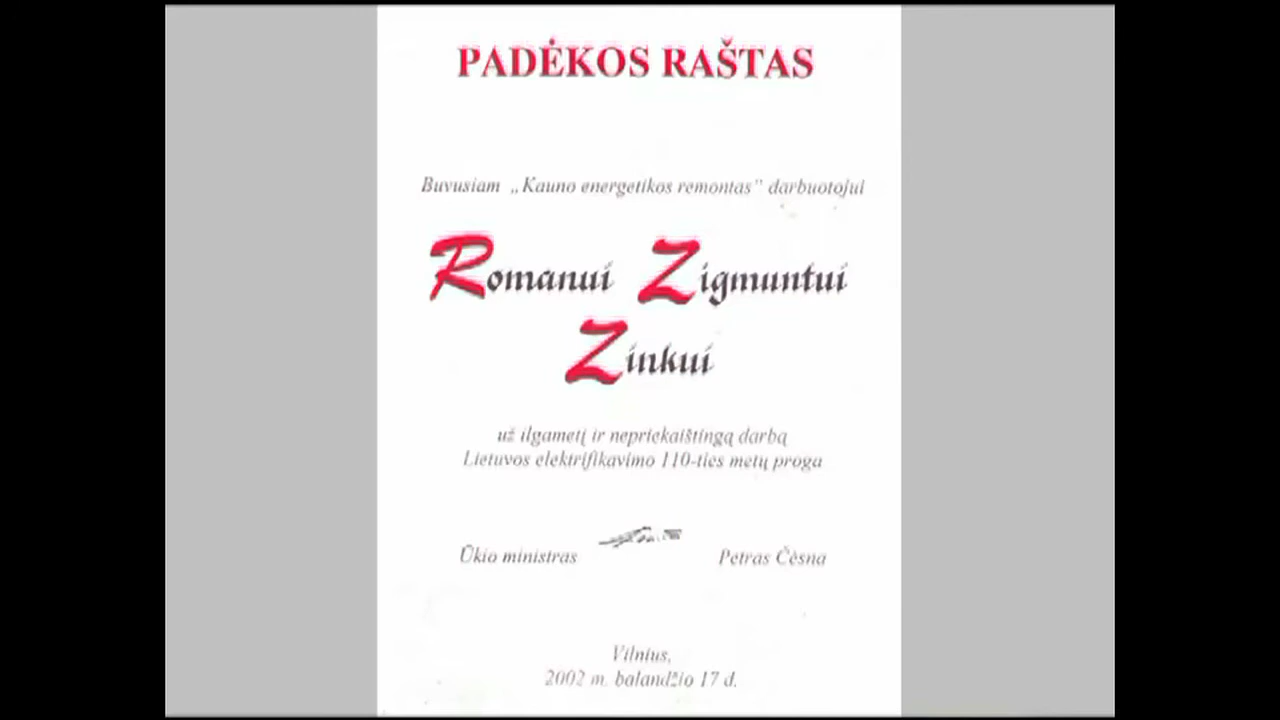 PADĖKOS RAŠTAS
Buvusiam „Kauno energetikos remontas" darbuotojui
Romanui Zigmuntui
Zinkui
už ilgametį ir nepriekaištingą darbą
Lietuvos elektrifikavimo 110-ties metų proga
Ūkio ministras Petras Čėsna
Vilnius,
2002 m. balandžio 17 d.